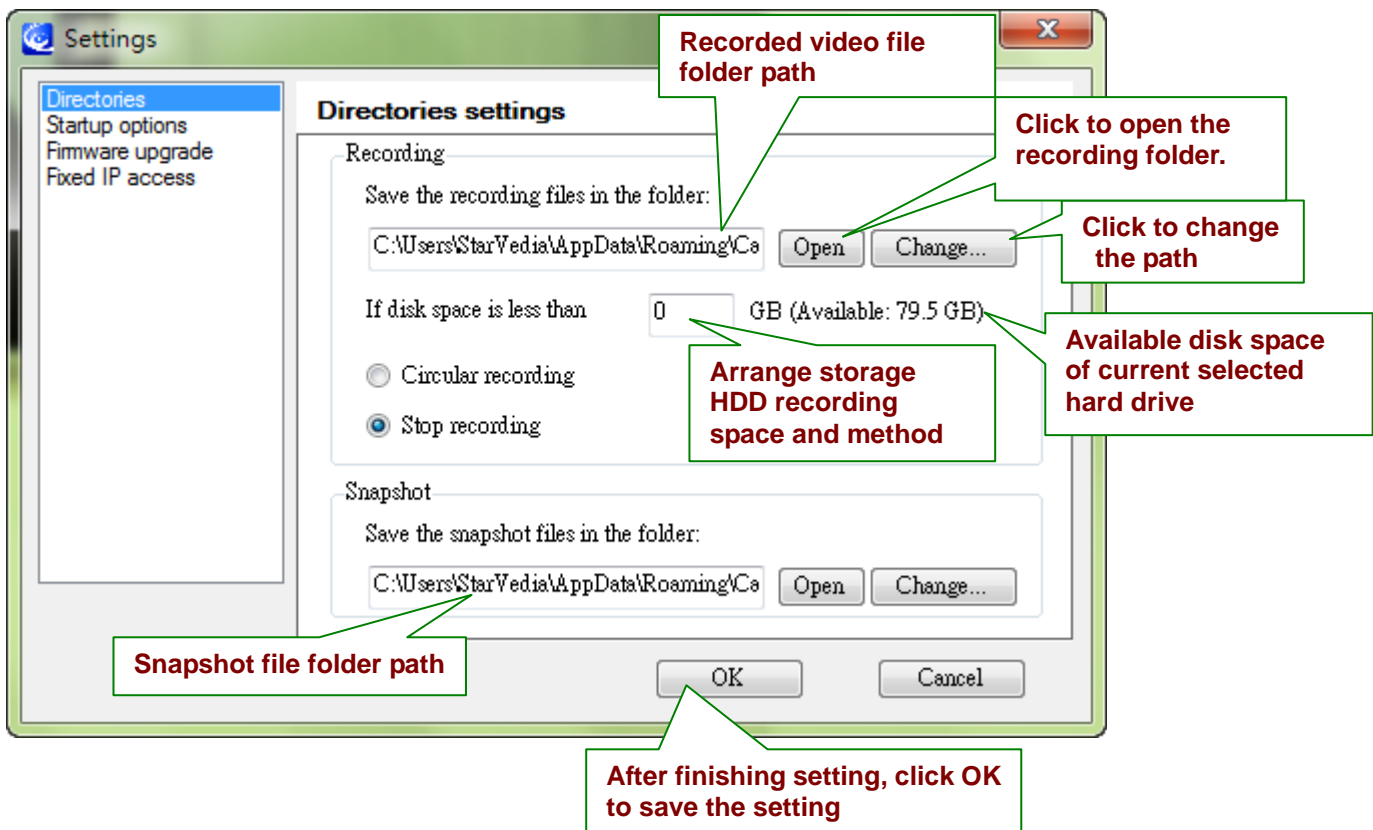 Settings
Recorded video file
folder path
x
Directories
Startup options
Firmware upgrade
Fixed IP access
Directories settings
Click to open the
recording folder.
Recording
Save the recording files in the folder:
C:\Users\StarVedia\AppData\Roaming\Ca
Open
Change...
Click to change
the path
If disk space is less than
0
GB (Available: 79.5 GB)
Available disk space
of current selected
hard drive
Circular recording
Stop recording
Arrange storage
HDD recording
space and method
Snapshot
Save the snapshot files in the folder:
C:\Users\StarVedia\AppData\Roaming\Ca
Open
Change...
Snapshot file folder path
OK
Cancel
After finishing setting, click OK
to save the setting